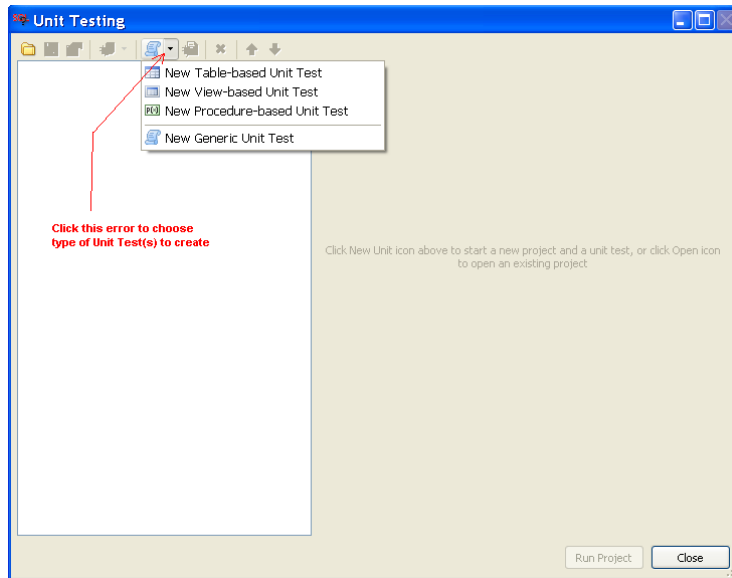 Unit Testing
New Table-based Unit Test
New View-based Unit Test
P(x) New Procedure-based Unit Test
New Generic Unit Test
Click this error to choose
type of Unit Test(s) to create
Click New Unit icon above to start a new project and a unit test, or click Open icon
to open an existing project
Run Project
Close